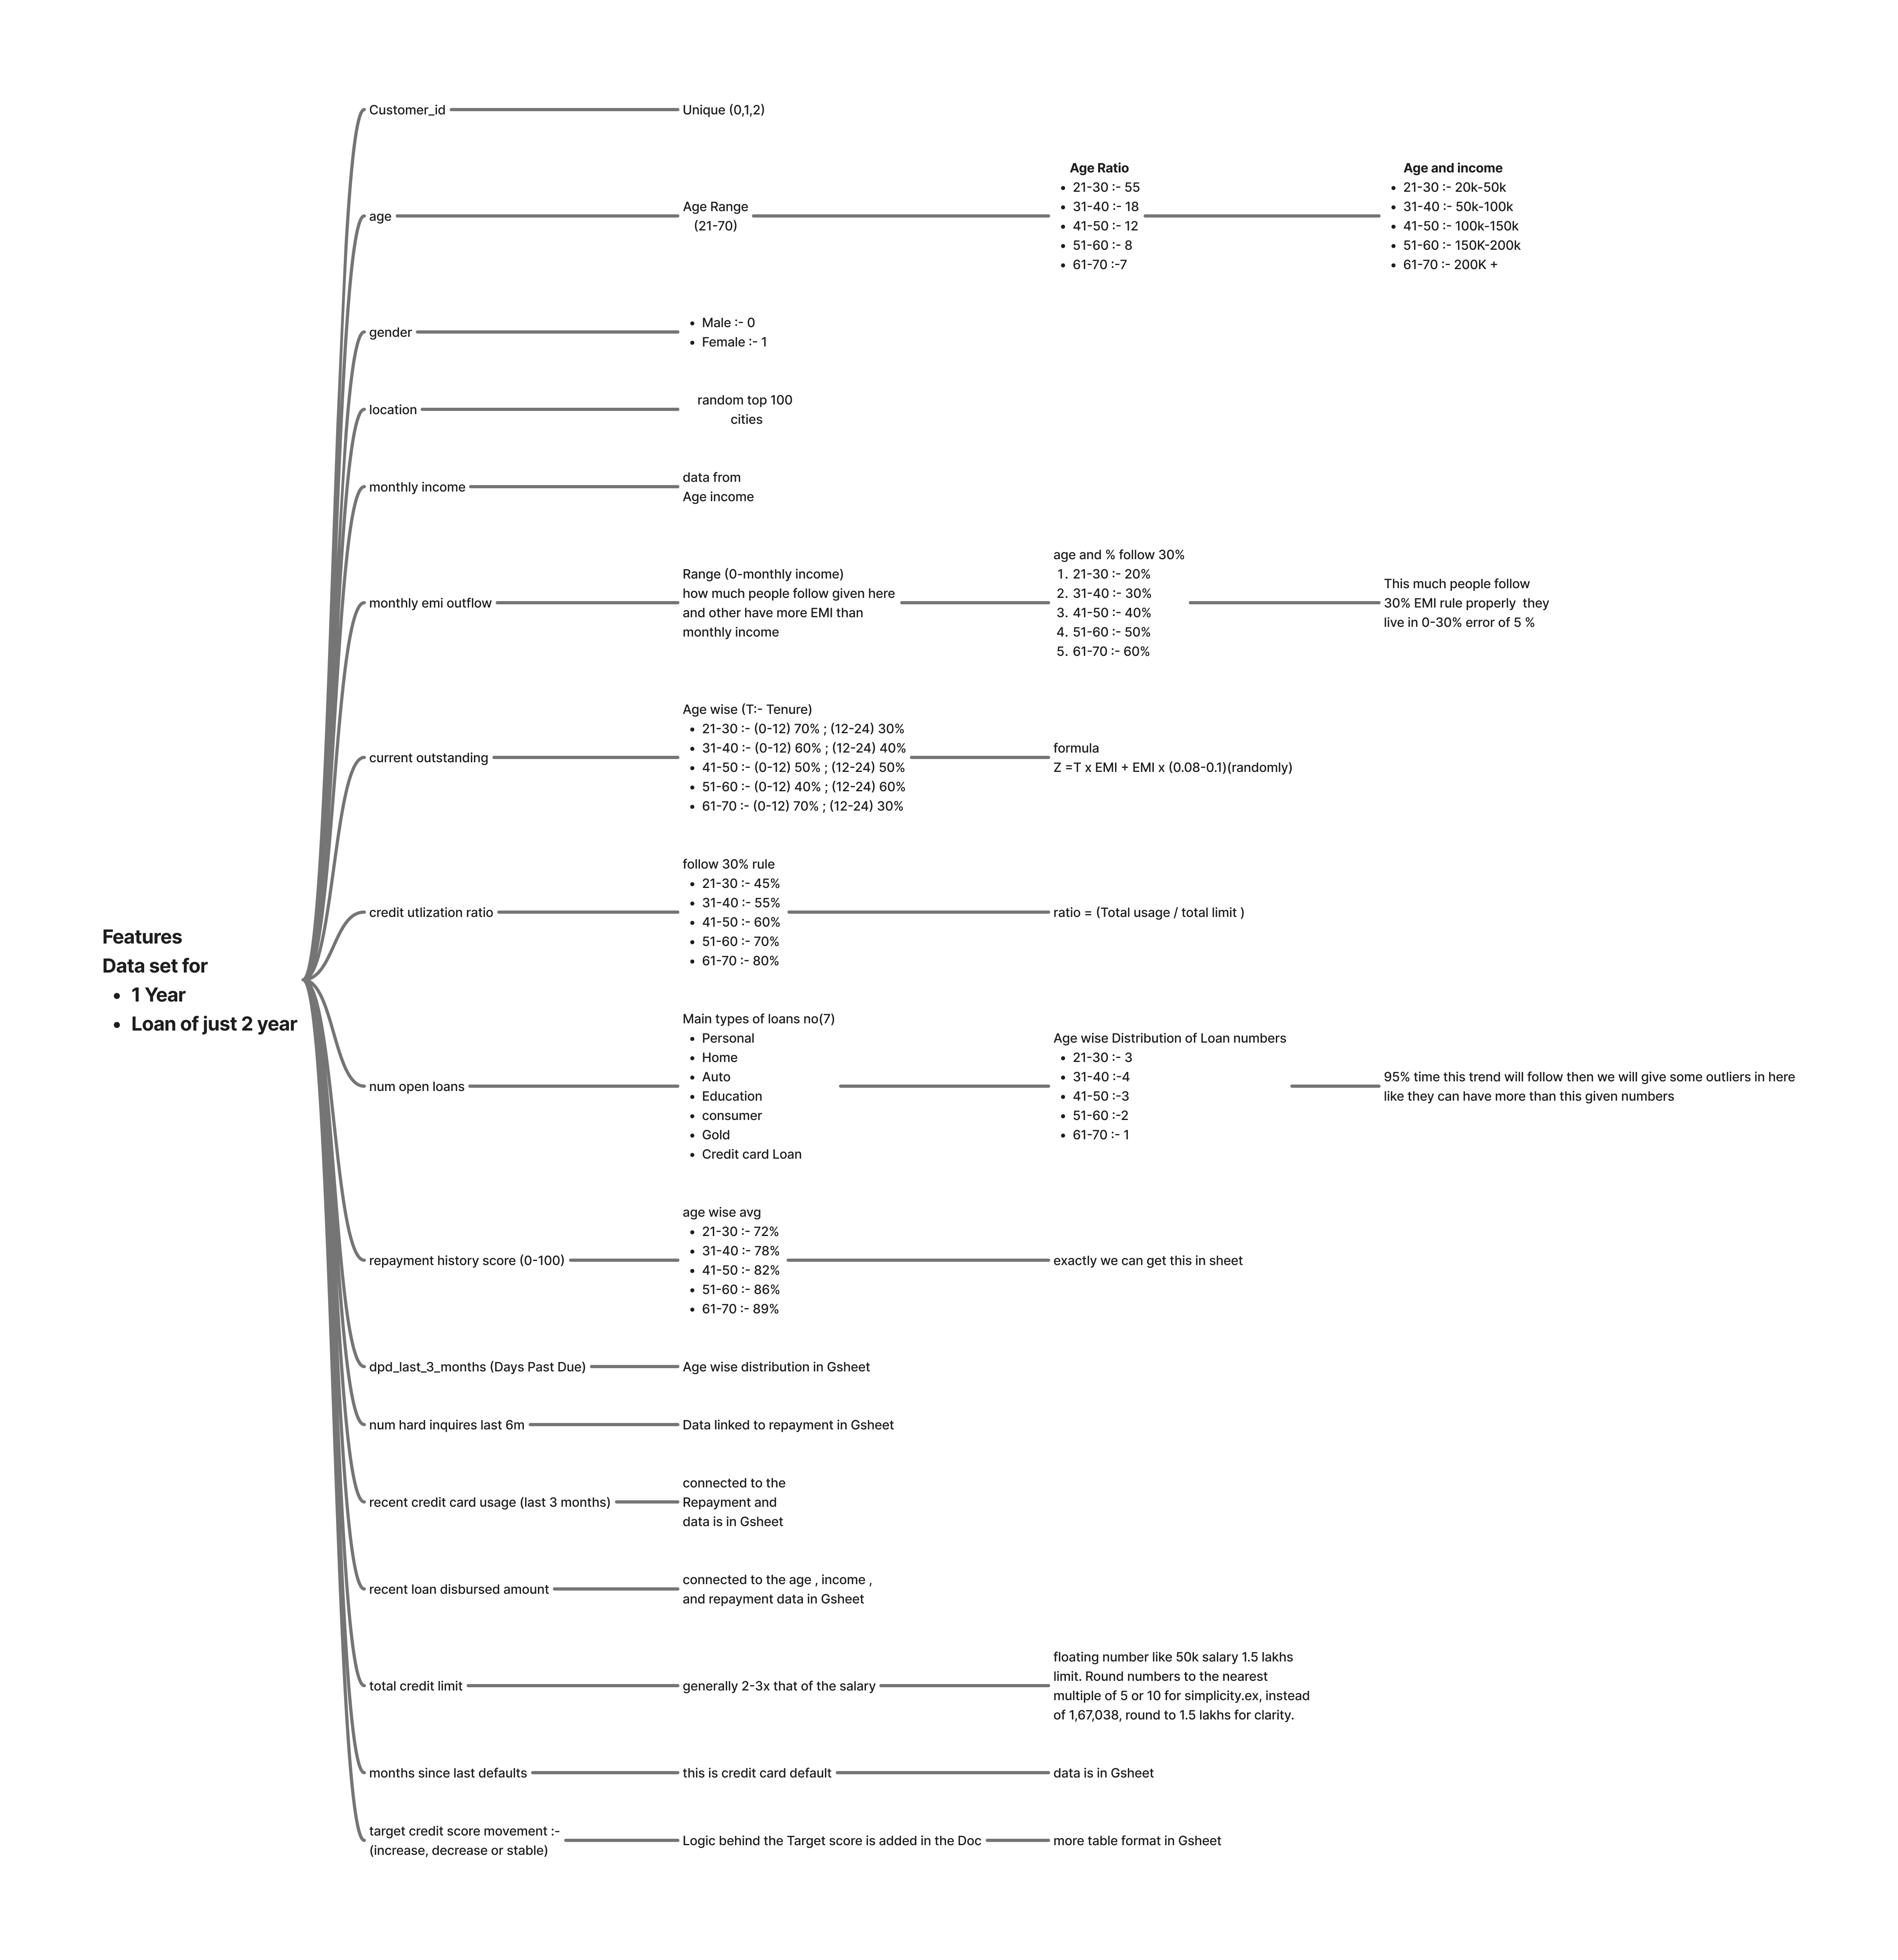 Customer_id
Unique (0,1,2)
Age Ratio
• 21-30 :- 55
• 31-40 :- 18
• 41-50 :- 12
• 51-60 :- 8
• 61-70 :-7
Age and income
• 21-30 :- 20k-50k
• 31-40 :- 50k-100k
• 41-50 :- 100k-150k
• 51-60 :- 150K-200k
• 61-70 :- 200K +
age
Age Range
(21-70)
gender
• Male :- 0
• Female :- 1
location
random top 100
cities
monthly income
data from
Age income
monthly emi outflow
Range (0-monthly income)
how much people follow given here
and other have more EMI than
monthly income
age and % follow 30%
1. 21-30 :- 20%
2. 31-40 :- 30%
3. 41-50 :- 40%
4. 51-60 :- 50%
5. 61-70 :- 60%
This much people follow
30% EMI rule properly  they
live in 0-30% error of 5 %
current outstanding
Age wise (T:- Tenure)
• 21-30 :- (0-12) 70% ; (12-24) 30%
• 31-40 :- (0-12) 60% ; (12-24) 40%
• 41-50 :- (0-12) 50% ; (12-24) 50%
• 51-60 :- (0-12) 40% ; (12-24) 60%
• 61-70 :- (0-12) 70% ; (12-24) 30%
formula
Z =T x EMI + EMI x (0.08-0.1)(randomly)
credit utlization ratio
follow 30% rule
• 21-30 :- 45%
• 31-40 :- 55%
• 41-50 :- 60%
• 51-60 :- 70%
• 61-70 :- 80%
ratio = (Total usage / total limit )
Features
Data set for
• 1 Year
• Loan of just 2 year
num open loans
Main types of loans no(7)
• Personal
• Home
• Auto
• Education
• consumer
• Gold
• Credit card Loan
Age wise Distribution of Loan numbers
• 21-30 :- 3
• 31-40 :-4
• 41-50 :-3
• 51-60 :-2
• 61-70 :- 1
95% time this trend will follow then we will give some outliers in here
like they can have more than this given numbers
repayment history score (0-100)
age wise avg
• 21-30 :- 72%
• 31-40 :- 78%
• 41-50 :- 82%
• 51-60 :- 86%
• 61-70 :- 89%
exactly we can get this in sheet
dpd_last_3_months (Days Past Due)
Age wise distribution in Gsheet
num hard inquires last 6m
Data linked to repayment in Gsheet
recent credit card usage (last 3 months)
connected to the
Repayment and
data is in Gsheet
recent loan disbursed amount
connected to the age , income ,
and repayment data in Gsheet
total credit limit
generally 2-3x that of the salary
floating number like 50k salary 1.5 lakhs
limit. Round numbers to the nearest
multiple of 5 or 10 for simplicity.ex, instead
of 1,67,038, round to 1.5 lakhs for clarity.
months since last defaults
this is credit card default
data is in Gsheet
target credit score movement :-
(increase, decrease or stable)
Logic behind the Target score is added in the Doc
more table format in Gsheet